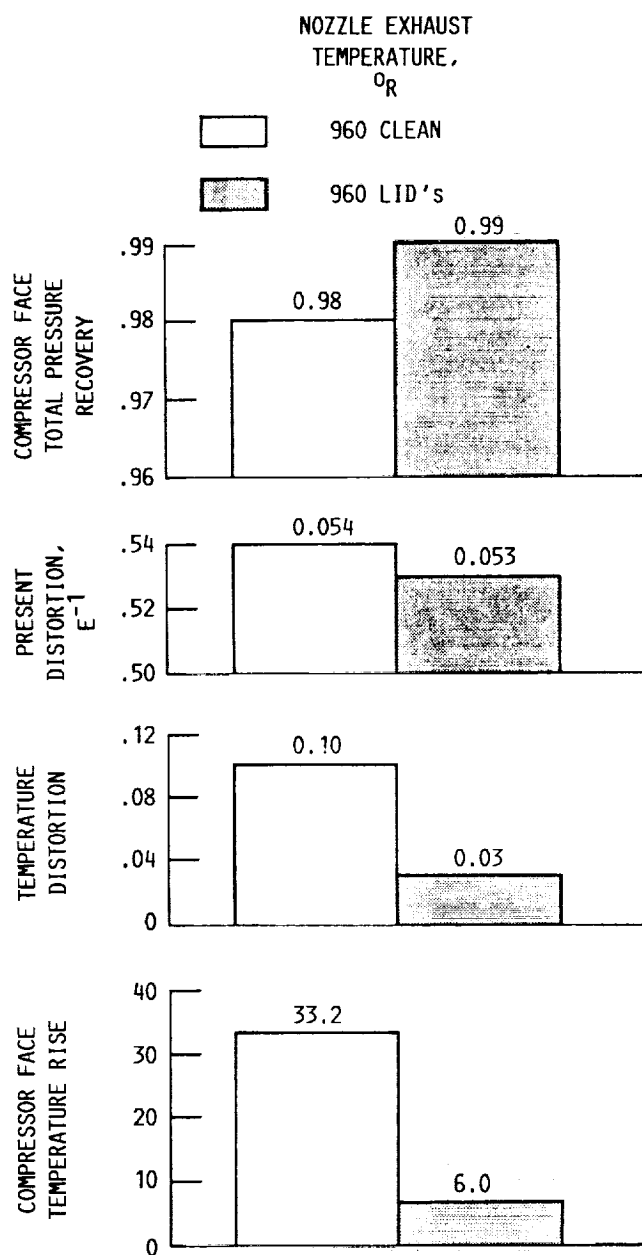 NOZZLE EXHAUST
TEMPERATURE,
°R
960 CLEAN
960 LID's
COMPRESSOR FACE
TOTAL PRESSURE
RECOVERY
.99
.98
.97
.96
0.98
0.99
PRESENT
DISTORTION,
E⁻¹
.54
.52
.50
0.054
0.053
TEMPERATURE
DISTORTION
.12
.08
.04
0
0.10
0.03
COMPRESSOR FACE
TEMPERATURE RISE
40
30
20
10
0
33.2
6.0